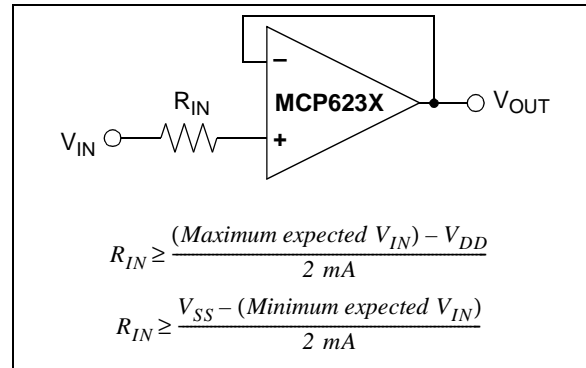 −
MCP623X
R_IN
V_OUT
V_IN
+
R_IN ≥ (Maximum expected V_IN) – V_DD
2 mA
R_IN ≥ V_SS – (Minimum expected V_IN)
2 mA